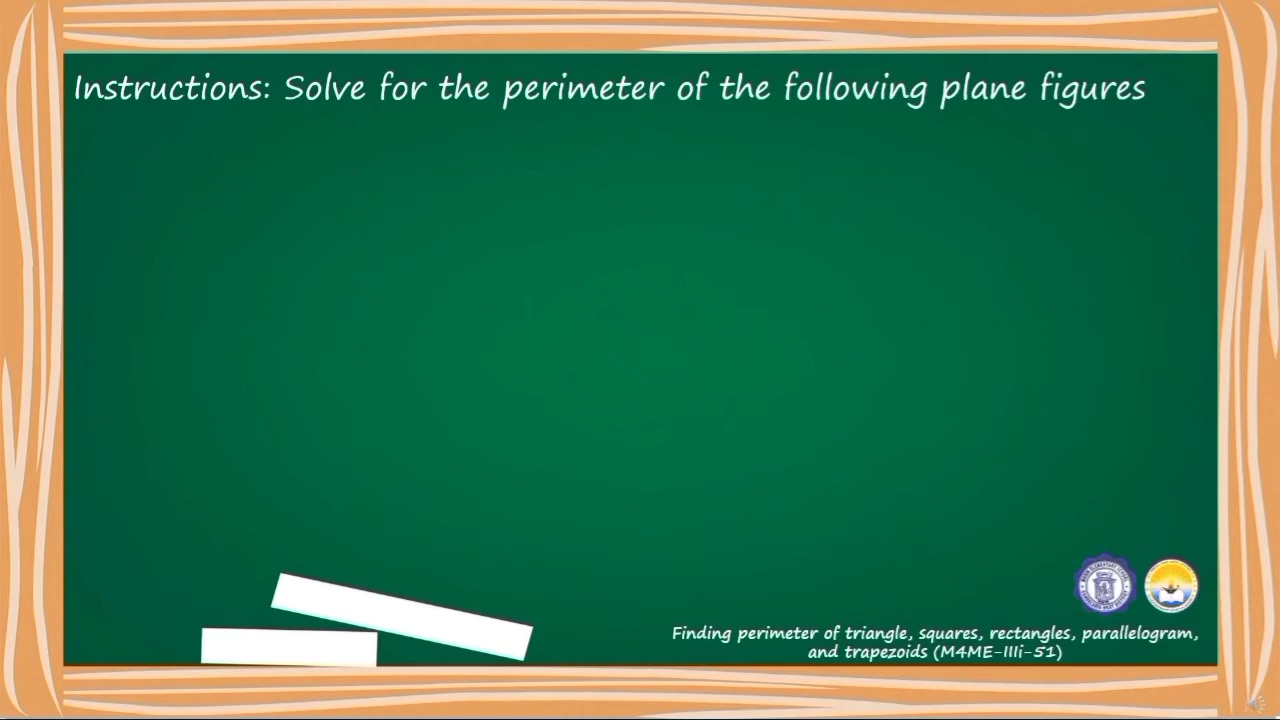 Instructions: Solve for the perimeter of the following plane figures
Finding perimeter of triangle, squares, rectangles, parallelogram,
and trapezoids (M4ME-IIIi-51)